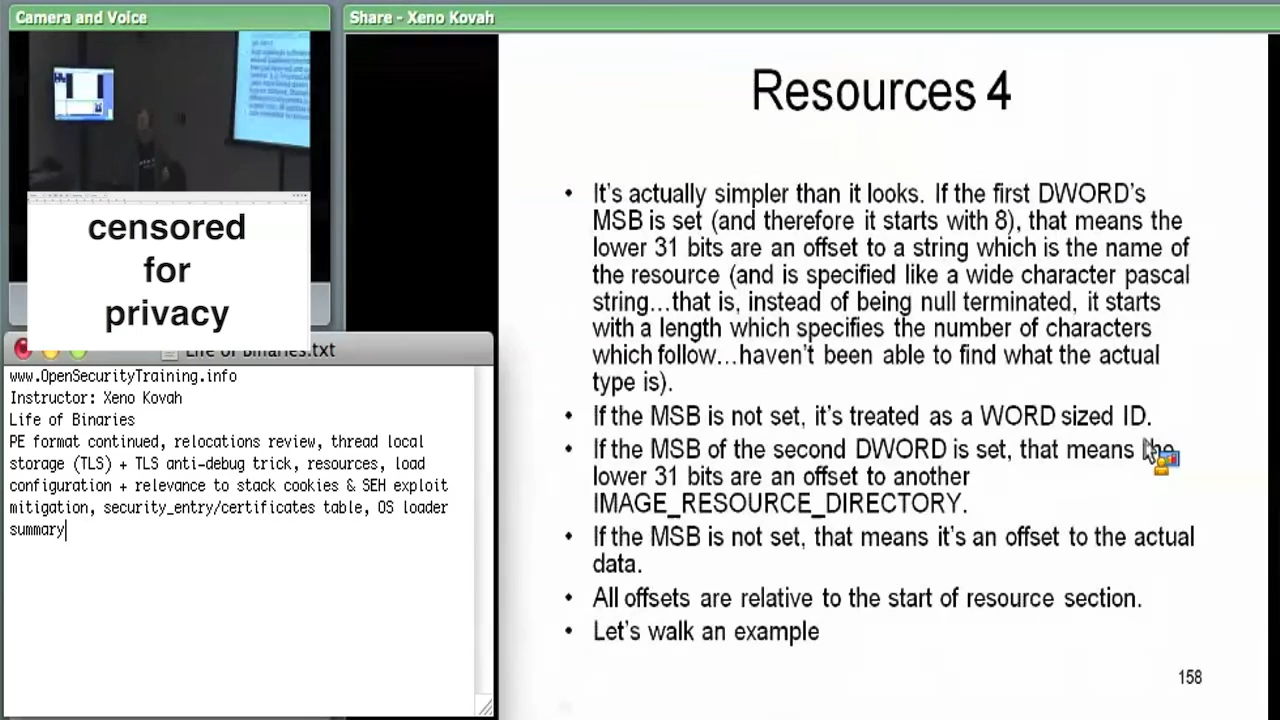 Camera and Voice
Share - Xeno Kovah
censored
for
privacy
Life of Binaries.txt
www.OpenSecurityTraining.info
Instructor: Xeno Kovah
Life of Binaries
PE format continued, relocations review, thread local
storage (TLS) + TLS anti-debug trick, resources, load
configuration + relevance to stack cookies & SEH exploit
mitigation, security_entry/certificates table, OS loader
summary
Resources 4
• It's actually simpler than it looks. If the first DWORD's
MSB is set (and therefore it starts with 8), that means the
lower 31 bits are an offset to a string which is the name of
the resource (and is specified like a wide character pascal
string...that is, instead of being null terminated, it starts
with a length which specifies the number of characters
which follow...haven't been able to find what the actual
type is).
• If the MSB is not set, it's treated as a WORD sized ID.
• If the MSB of the second DWORD is set, that means the
lower 31 bits are an offset to another
IMAGE_RESOURCE_DIRECTORY.
• If the MSB is not set, that means it's an offset to the actual
data.
• All offsets are relative to the start of resource section.
• Let's walk an example
158